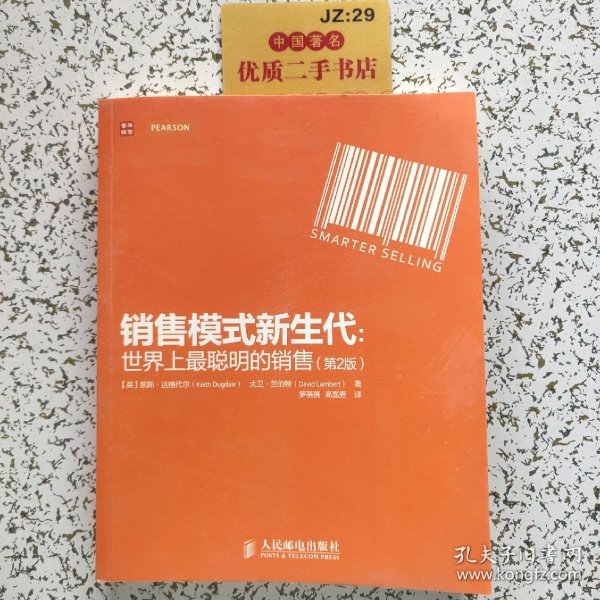 JZ:29
中国著名
优质二手书店
PEARSON
SMARTER SELLING
销售模式新生代:
世界上最聪明的销售(第2版)
【英】凯斯·达格代尔(Keith Dugdale) 大卫·兰伯特(David Lambert) 著
罗蓓蓓 高嘉勇 译
人民邮电出版社
POSTS & TELECOM PRESS
孔夫子旧书网
www.kongfz.com